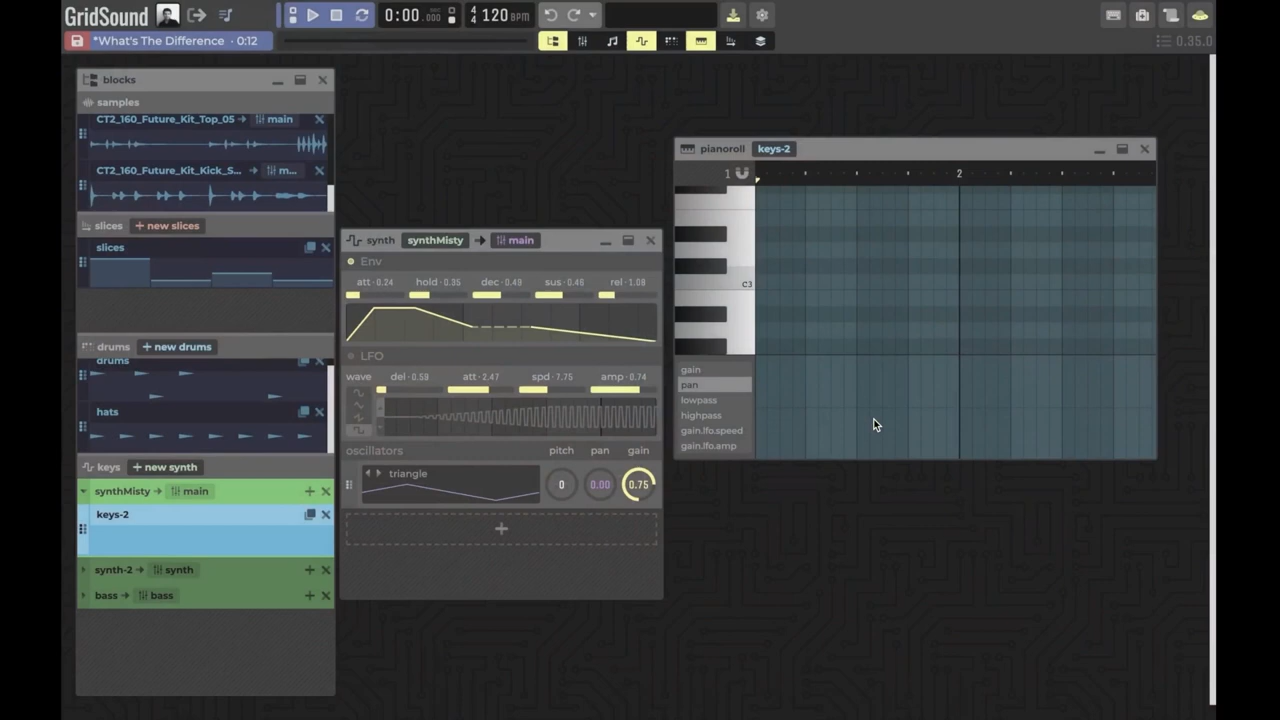 GridSound
0:00.000
4
4
120 BPM
*What's The Difference · 0:12
0.35.0
blocks
samples
CT2_160_Future_Kit_Top_05
main
CT2_160_Future_Kit_Kick_S...
m...
slices
+ new slices
slices
drums
+ new drums
drums
hats
keys
+ new synth
synthMisty
main
keys-2
synth-2
synth
bass
bass
synth
synthMisty
main
Env
att · 0.24
hold · 0.35
dec · 0.49
sus · 0.46
rel · 1.08
LFO
wave
del · 0.59
att · 2.47
spd · 7.75
amp · 0.74
oscillators
pitch
pan
gain
triangle
0
0.00
0.75
pianoroll
keys-2
1
2
C3
gain
pan
lowpass
highpass
gain.lfo.speed
gain.lfo.amp